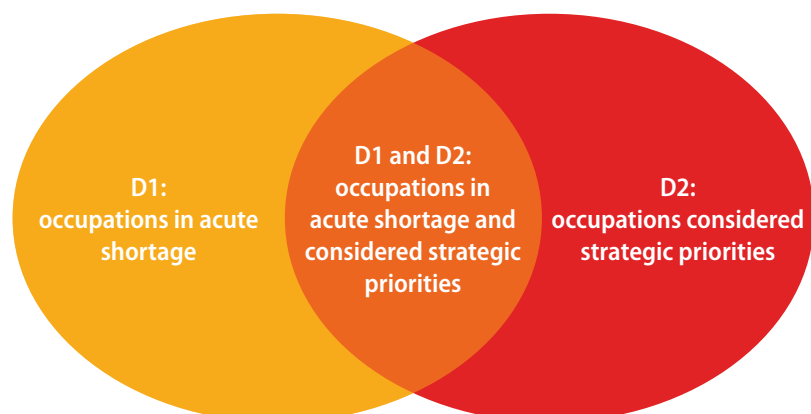 D1:
occupations in acute
shortage
D1 and D2:
occupations in
acute shortage and
considered strategic
priorities
D2:
occupations considered
strategic priorities